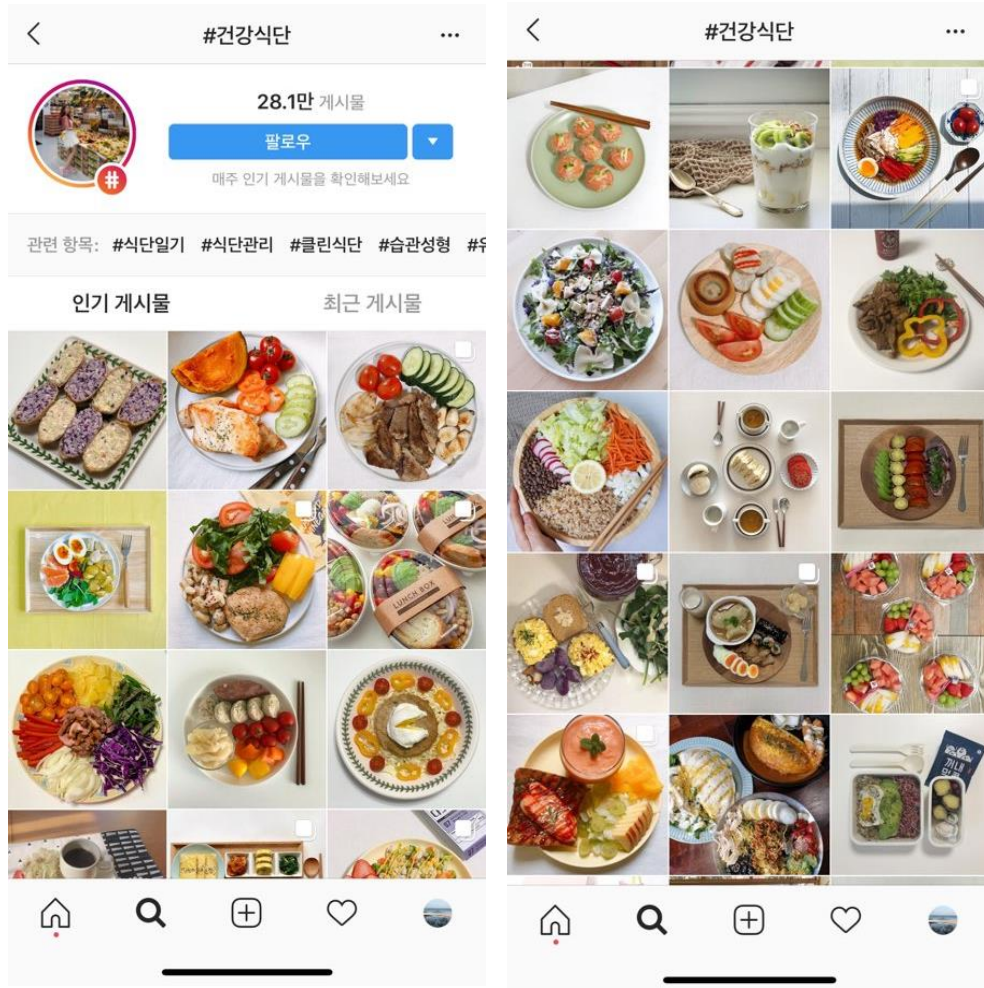 #건강식단
28.1만 게시물
팔로우
#
매주 인기 게시물을 확인해보세요
관련 항목: #식단일기 #식단관리 #클린식단 #습관성형
인기 게시물
최근 게시물
LUNCH BOX
#건강식단